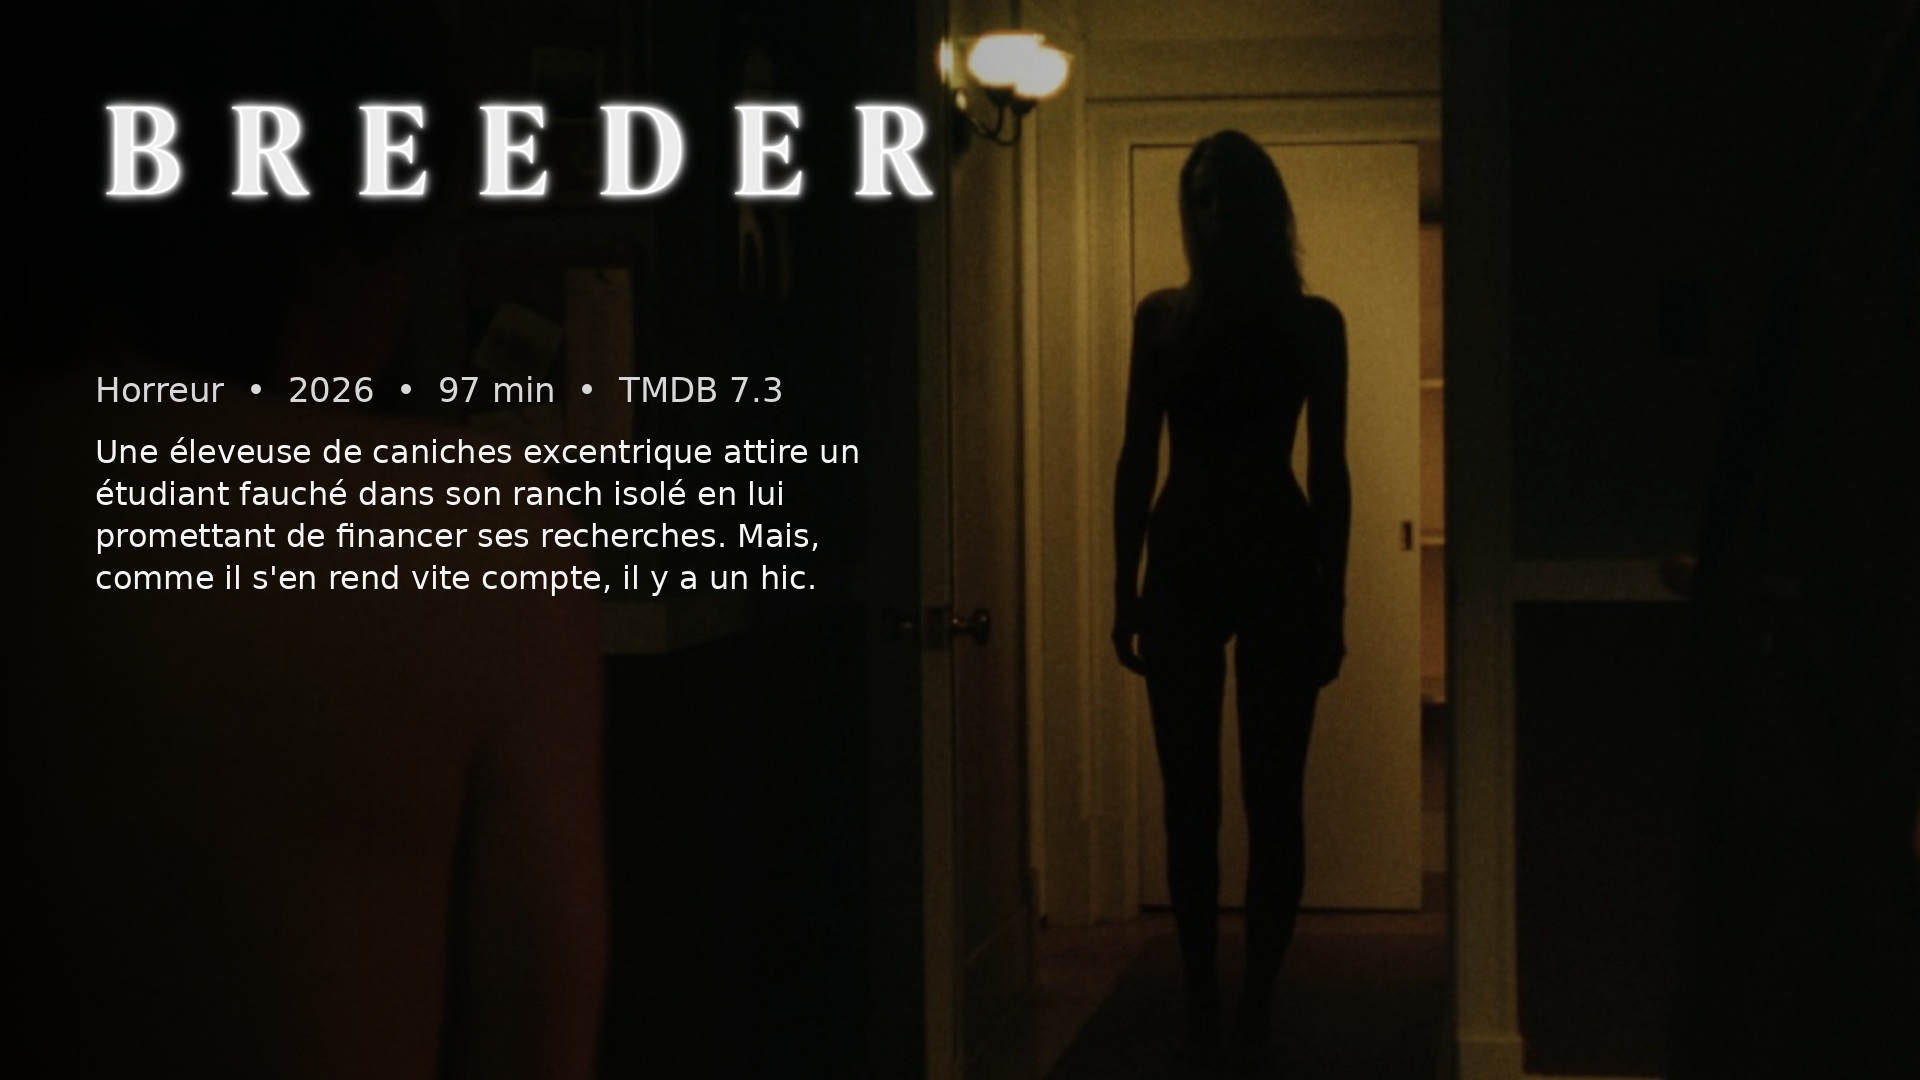 BREEDER
Horreur • 2026 • 97 min • TMDB 7.3
Une éleveuse de caniches excentrique attire un
étudiant fauché dans son ranch isolé en lui
promettant de financer ses recherches. Mais,
comme il s'en rend vite compte, il y a un hic.